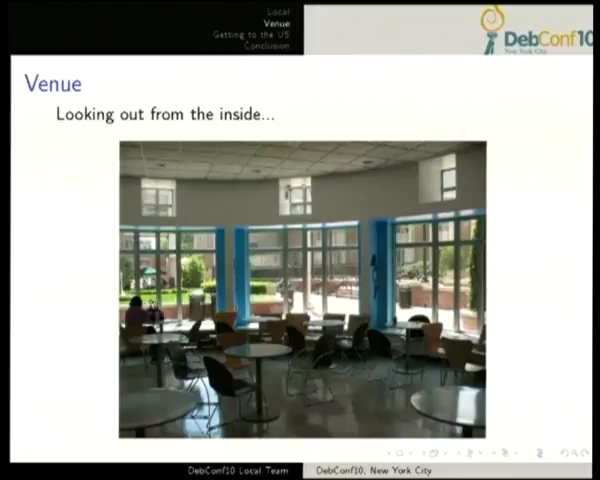 Local
Venue
Getting to the US
Conclusion
DebConf10
New York City
Venue
Looking out from the inside...
DebConf10 Local Team
DebConf10, New York City